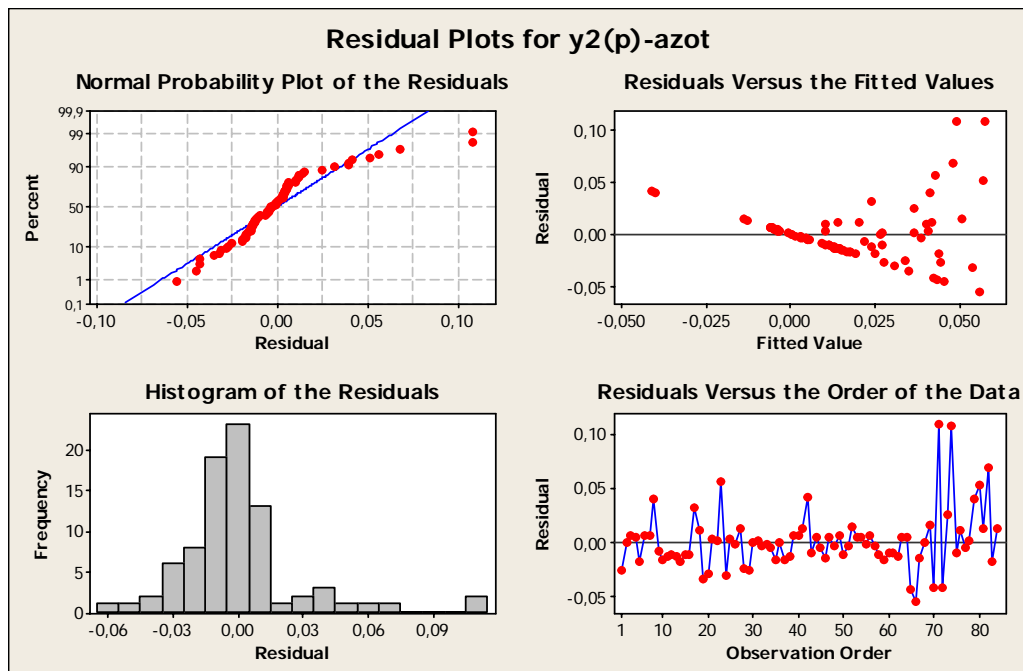 Residual Plots for y2(p)-azot
Normal Probability Plot of the Residuals
99,9
99
90
50
10
1
0,1
Percent
-0,10 -0,05 0,00 0,05 0,10
Residual
Residuals Versus the Fitted Values
0,10
0,05
0,00
-0,05
Residual
-0,050 -0,025 0,000 0,025 0,050
Fitted Value
Histogram of the Residuals
20
15
10
5
0
Frequency
-0,06 -0,03 0,00 0,03 0,06 0,09
Residual
Residuals Versus the Order of the Data
0,10
0,05
0,00
-0,05
Residual
1 10 20 30 40 50 60 70 80
Observation Order